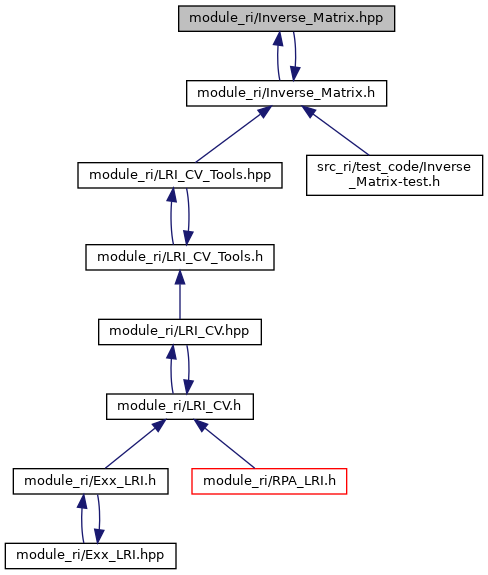 module_ri/Inverse_Matrix.hpp
module_ri/Inverse_Matrix.h
module_ri/LRI_CV_Tools.hpp
src_ri/test_code/Inverse
_Matrix-test.h
module_ri/LRI_CV_Tools.h
module_ri/LRI_CV.hpp
module_ri/LRI_CV.h
module_ri/Exx_LRI.h
module_ri/RPA_LRI.h
module_ri/Exx_LRI.hpp